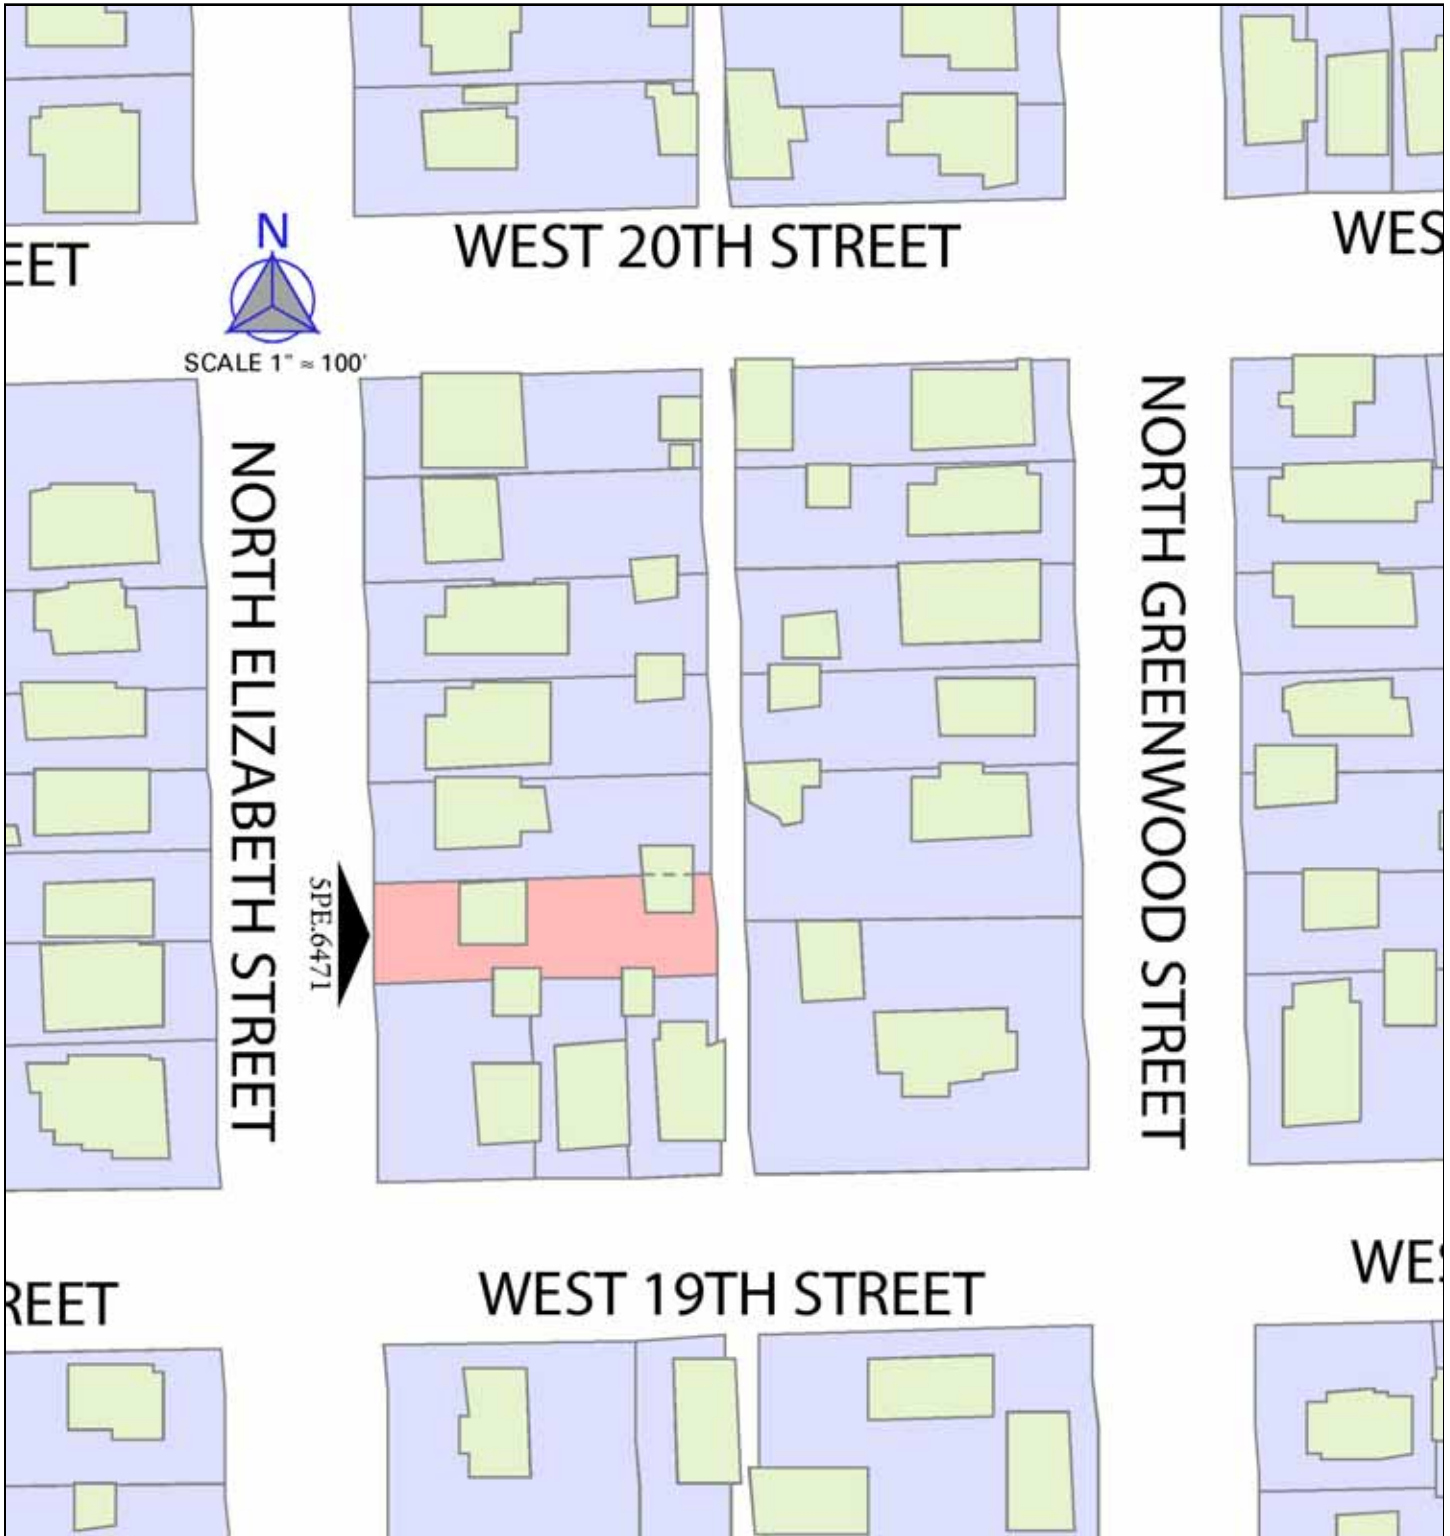 N
WEST 20TH STREET
WES
EET
SCALE 1" ≈ 100'
NORTH ELIZABETH STREET
NORTH GREENWOOD STREET
SPE.6471
WES
WEST 19TH STREET
REET